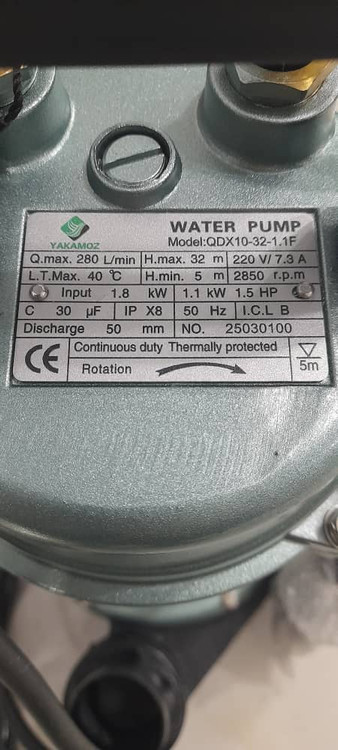 YAKAMOZ
WATER PUMP
Model:QDX10-32-1.1F
Q.max. 280 L/min H.max. 32 m 220 V/ 7.3 A
L.T.Max. 40 ℃ H.min. 5 m 2850 r.p.m
Input 1.8 kW 1.1 kW 1.5 HP
C 30 µF IP X8 50 Hz I.C.L B
Discharge 50 mm NO. 25030100
CE Continuous duty Thermally protected
Rotation
5m